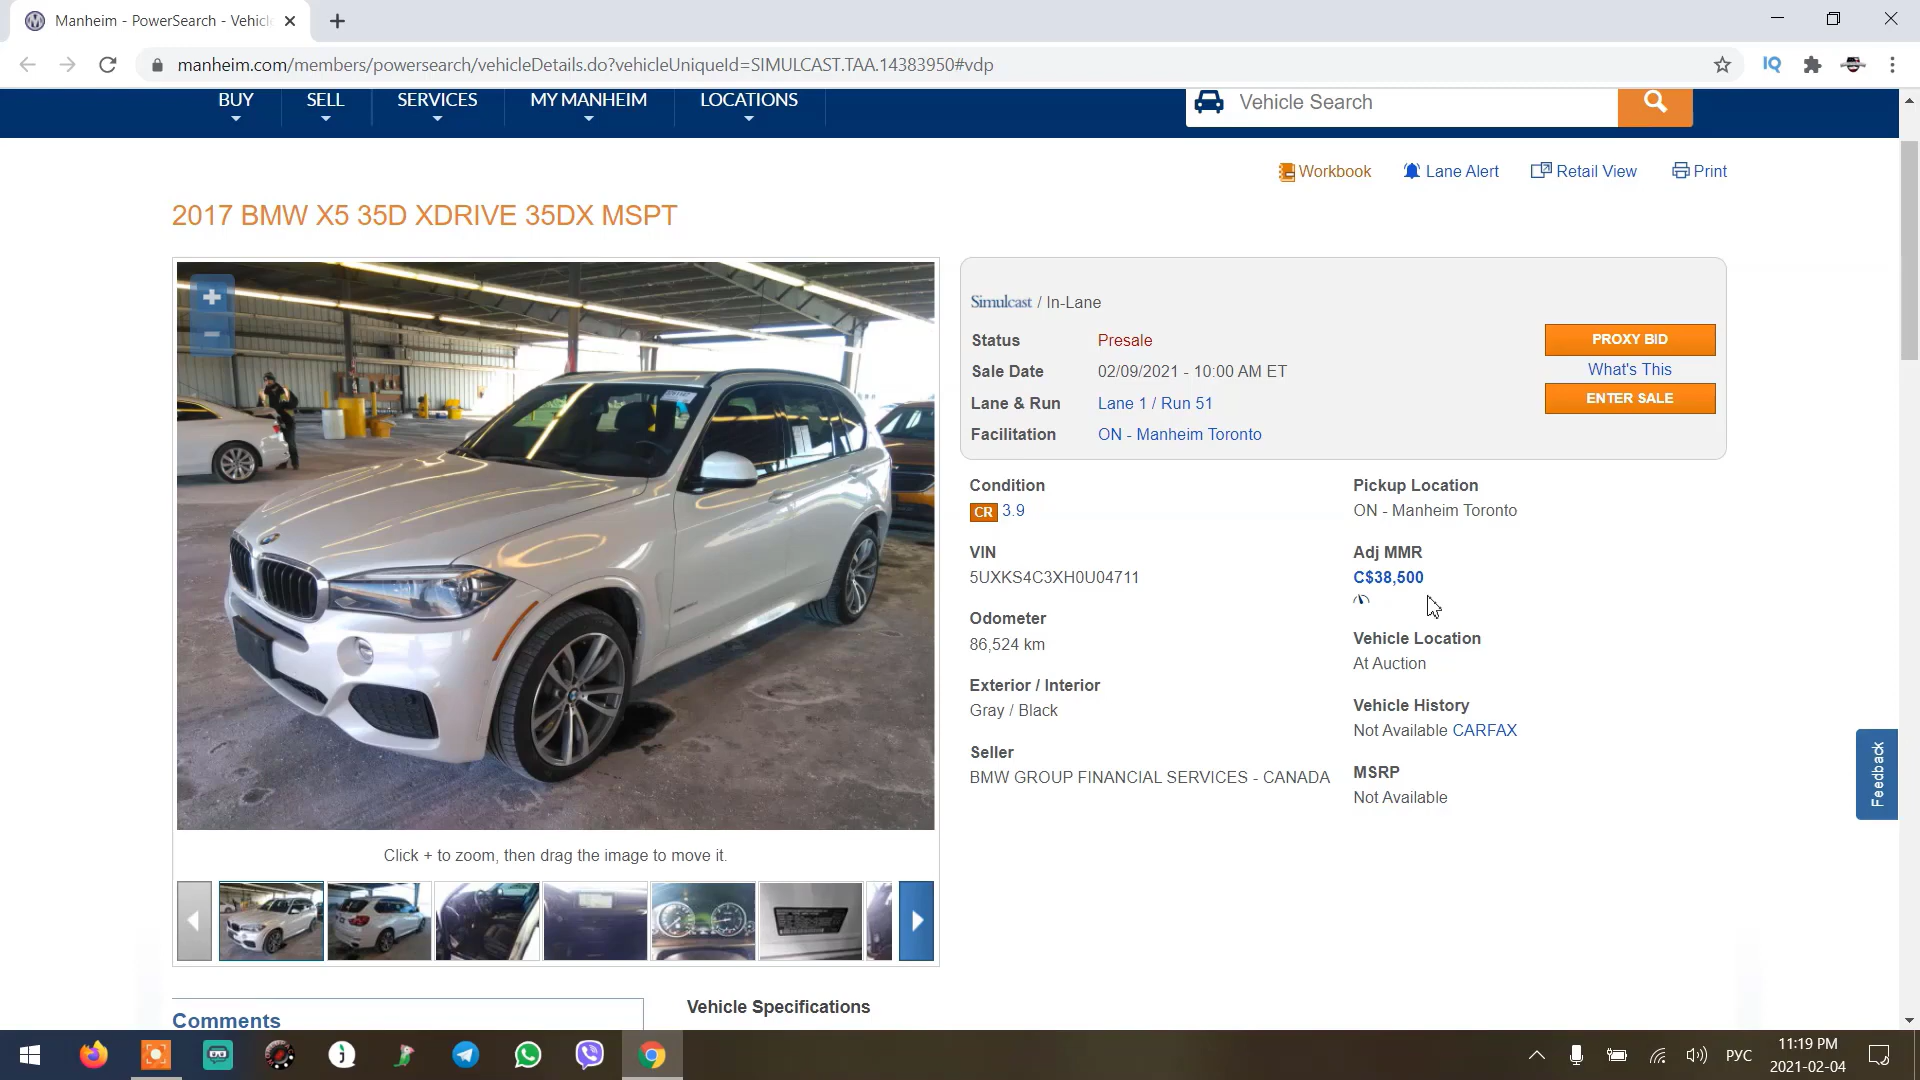 Manheim - PowerSearch - Vehicle
manheim.com/members/powersearch/vehicleDetails.do?vehicleUniqueId=SIMULCAST.TAA.14383950#vdp
IQ
BUY
SELL
SERVICES
MY MANHEIM
LOCATIONS
Vehicle Search
Workbook
Lane Alert
Retail View
Print
2017 BMW X5 35D XDRIVE 35DX MSPT
Simulcast / In-Lane
Status Presale
PROXY BID
Sale Date 02/09/2021 - 10:00 AM ET
What's This
Lane & Run Lane 1 / Run 51
ENTER SALE
Facilitation ON - Manheim Toronto
Condition
CR 3.9
VIN
5UXKS4C3XH0U04711
Odometer
86,524 km
Exterior / Interior
Gray / Black
Seller
BMW GROUP FINANCIAL SERVICES - CANADA
Pickup Location
ON - Manheim Toronto
Adj MMR
C$38,500
Vehicle Location
At Auction
Vehicle History
Not Available CARFAX
MSRP
Not Available
Feedback
Click + to zoom, then drag the image to move it.
Comments
Vehicle Specifications
РУС
11:19 PM
2021-02-04